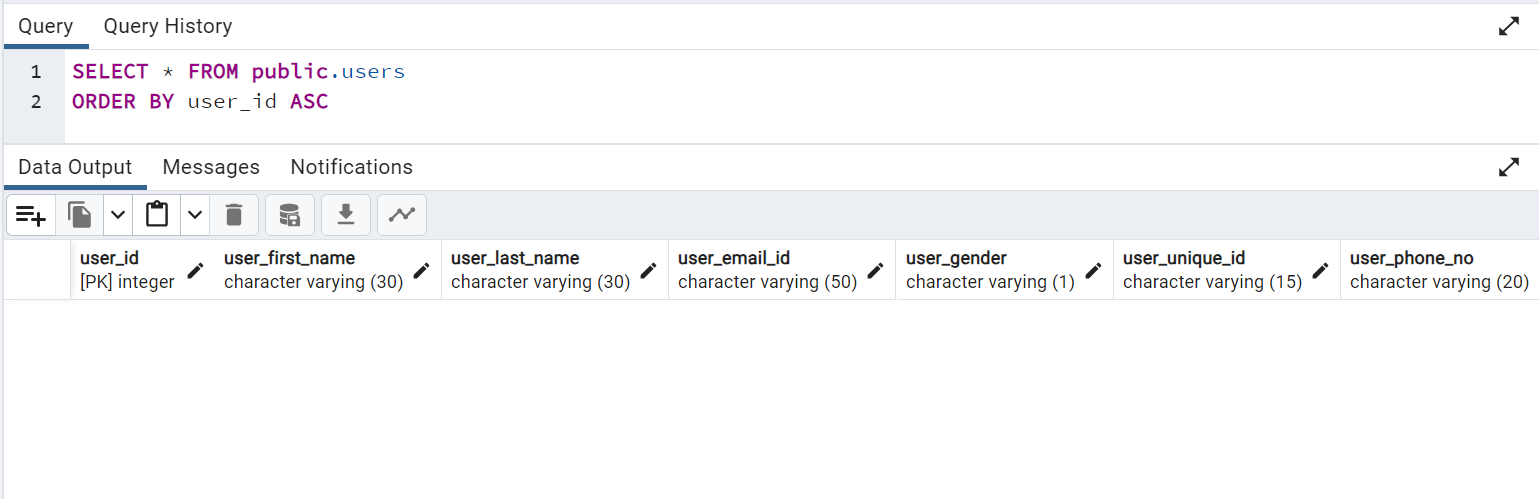 Query Query History
1 SELECT * FROM public.users
2 ORDER BY user_id ASC
Data Output Messages Notifications
user_id user_first_name user_last_name user_email_id user_gender user_unique_id user_phone_no
[PK] integer character varying (30) character varying (30) character varying (50) character varying (1) character varying (15) character varying (20)